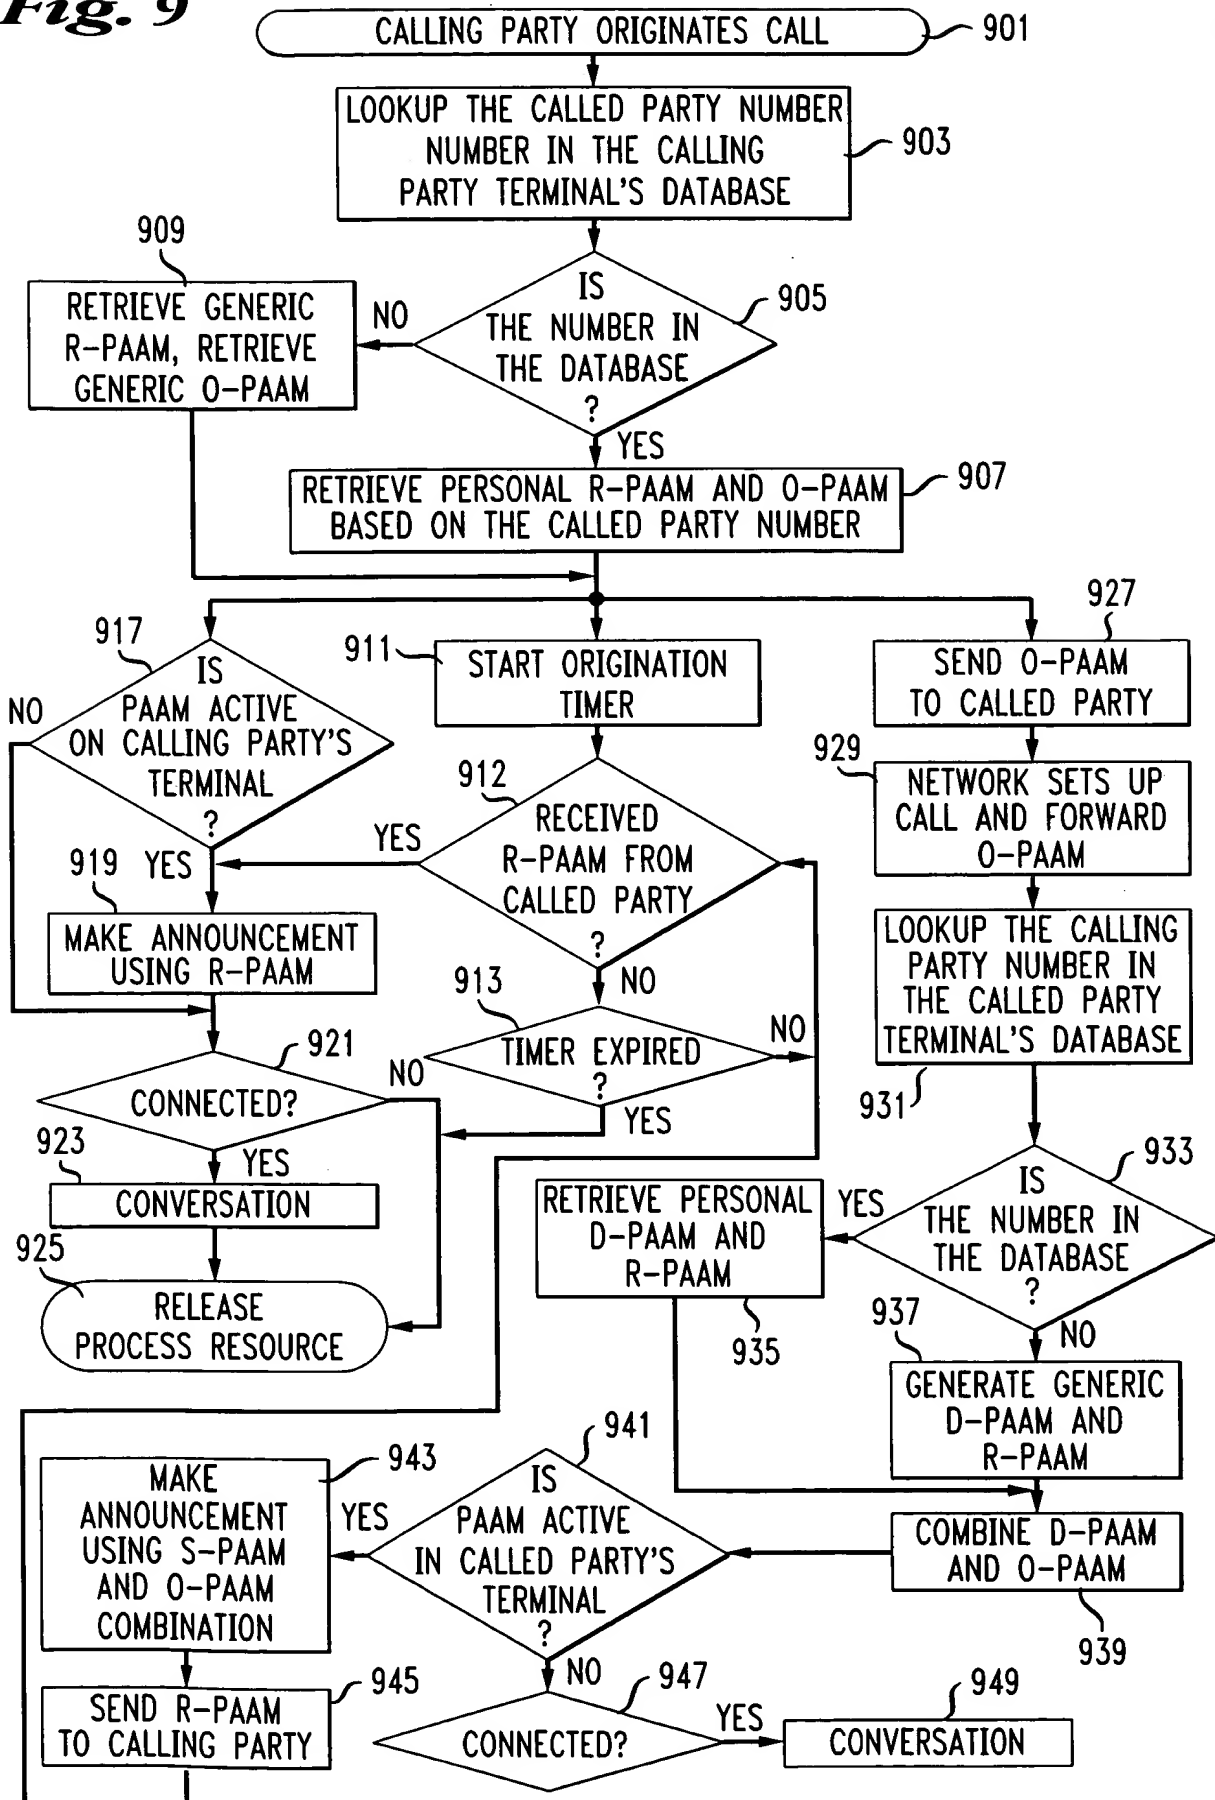 Fig. 9
CALLING PARTY ORIGINATES CALL
901
LOOKUP THE CALLED PARTY NUMBER
NUMBER IN THE CALLING
PARTY TERMINAL'S DATABASE
903
909
RETRIEVE GENERIC
R-PAAM, RETRIEVE
GENERIC O-PAAM
NO
IS
THE NUMBER IN
THE DATABASE
?
905
YES
RETRIEVE PERSONAL R-PAAM AND O-PAAM
BASED ON THE CALLED PARTY NUMBER
907
917
IS
PAAM ACTIVE
ON CALLING PARTY'S
TERMINAL
?
NO
YES
911
START ORIGINATION
TIMER
927
SEND O-PAAM
TO CALLED PARTY
912
RECEIVED
R-PAAM FROM
CALLED PARTY
?
YES
NO
929
NETWORK SETS UP
CALL AND FORWARD
O-PAAM
919
MAKE ANNOUNCEMENT
USING R-PAAM
913
TIMER EXPIRED
?
NO
YES
LOOKUP THE CALLING
PARTY NUMBER IN
THE CALLED PARTY
TERMINAL'S DATABASE
931
921
CONNECTED?
NO
YES
923
CONVERSATION
925
RELEASE
PROCESS RESOURCE
933
IS
THE NUMBER IN
THE DATABASE
?
YES
NO
RETRIEVE PERSONAL
D-PAAM AND
R-PAAM
935
937
GENERATE GENERIC
D-PAAM AND
R-PAAM
COMBINE D-PAAM
AND O-PAAM
939
941
IS
PAAM ACTIVE
IN CALLED PARTY'S
TERMINAL
?
YES
NO
943
MAKE
ANNOUNCEMENT
USING S-PAAM
AND O-PAAM
COMBINATION
945
SEND R-PAAM
TO CALLING PARTY
947
CONNECTED?
YES
949
CONVERSATION